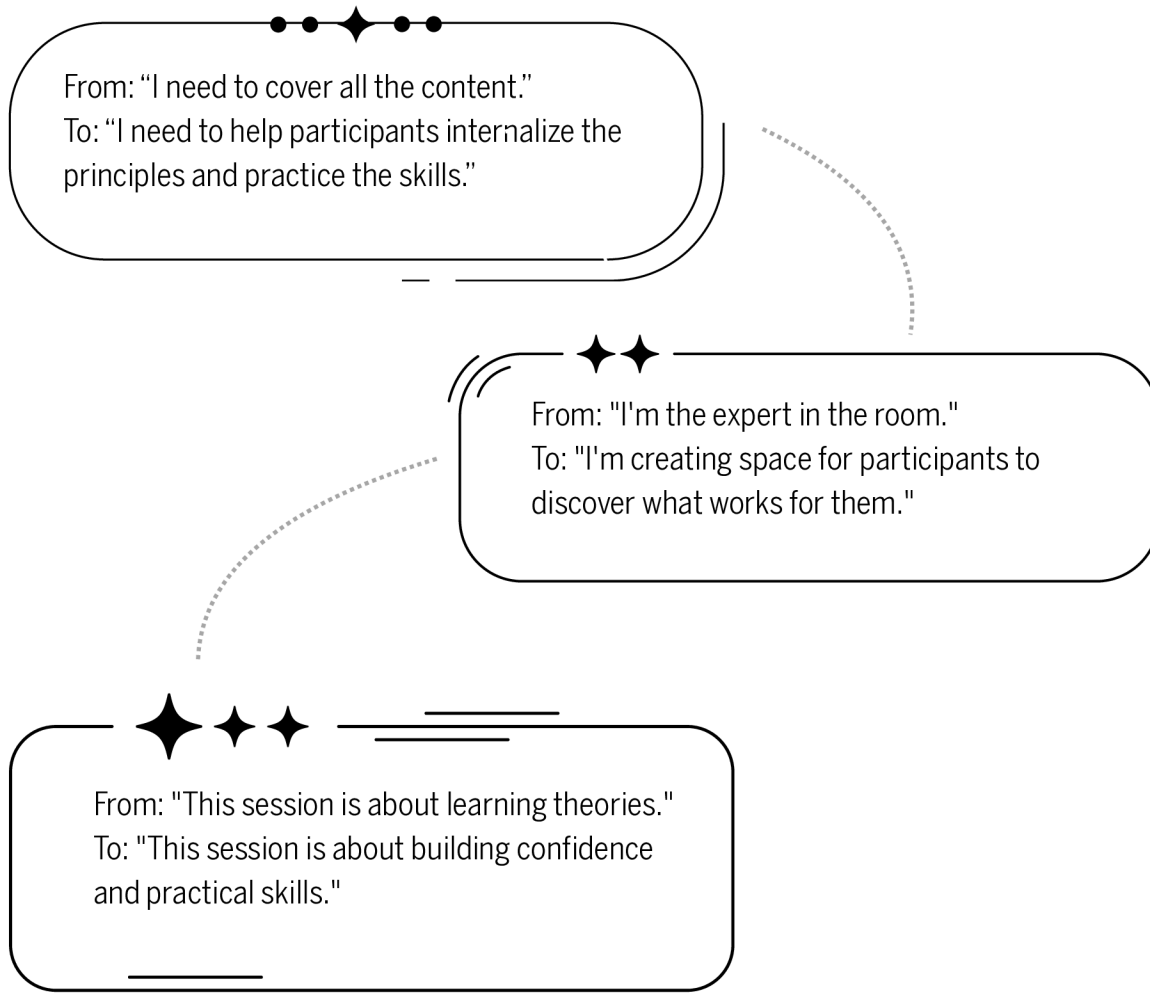 From: “I need to cover all the content.”
To: “I need to help participants internalize the
principles and practice the skills.”
From: "I'm the expert in the room."
To: "I'm creating space for participants to
discover what works for them."
From: "This session is about learning theories."
To: "This session is about building confidence
and practical skills."